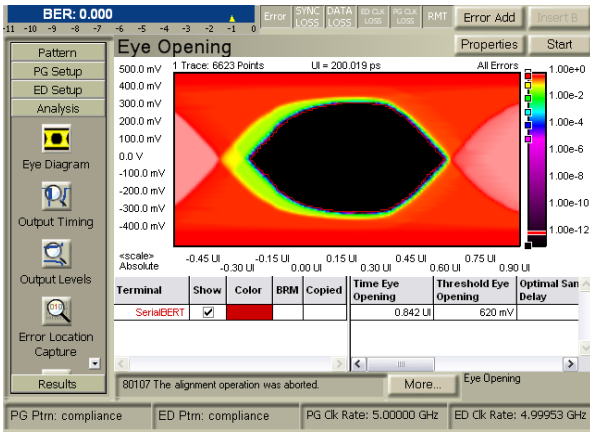 BER: 0.000
-11 -10 -9 -8 -7 -6 -5 -4 -3 -2 -1 0
Error
SYNC LOSS
DATA LOSS
ED CLK LOSS
PG CLK LOSS
RMT
Error Add
Insert B
Pattern
PG Setup
ED Setup
Analysis
Eye Diagram
Output Timing
Output Levels
Error Location
Capture
Results
Eye Opening
Properties
Start
1 Trace: 6623 Points
UI = 200.019 ps
All Errors
500.0 mV
400.0 mV
300.0 mV
200.0 mV
100.0 mV
0.0 V
-100.0 mV
-200.0 mV
-300.0 mV
-400.0 mV
1.00e+0
1.00e-2
1.00e-4
1.00e-6
1.00e-8
1.00e-10
1.00e-12
<scale>
Absolute
-0.45 UI -0.15 UI 0.15 UI 0.45 UI 0.75 UI
-0.30 UI 0.00 UI 0.30 UI 0.60 UI 0.90 UI
Terminal Show Color BRM Copied
Time Eye Opening
Threshold Eye Opening
Optimal San
Delay
SerialBERT
0.842 UI
620 mV
80107 The alignment operation was aborted.
More...
Eye Opening
PG Ptrn: compliance
ED Ptrn: compliance
PG Clk Rate: 5.00000 GHz
ED Clk Rate: 4.99953 GHz